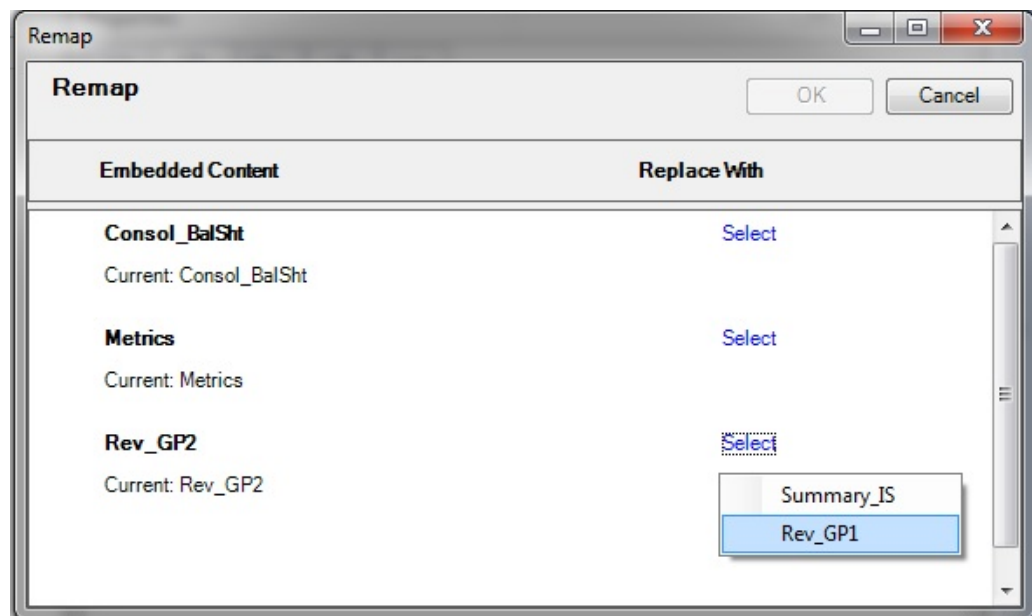 Remap
Remap
OK Cancel
Embedded Content Replace With
Consol_BalSht Select
Current: Consol_BalSht
Metrics Select
Current: Metrics
Rev_GP2 Select
Current: Rev_GP2
Summary_IS
Rev_GP1